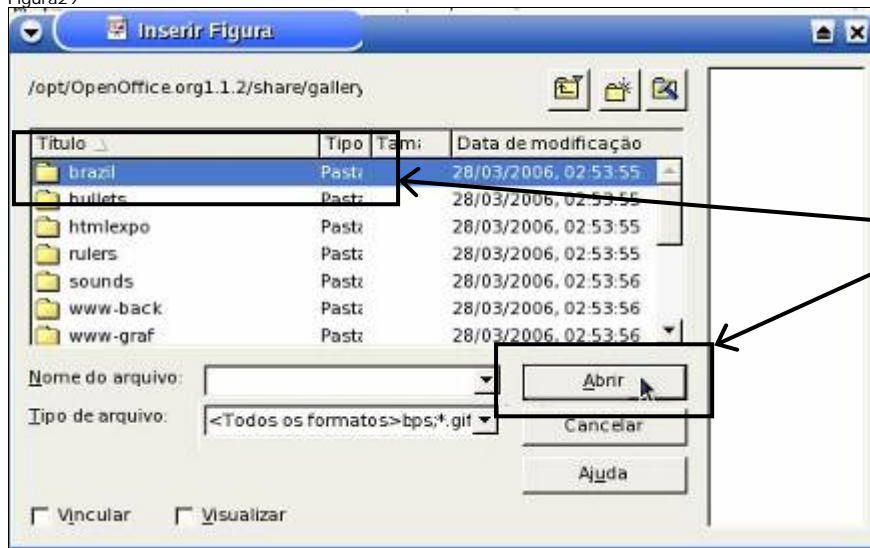 Figura29
Inserir Figura
/opt/OpenOffice.org1.1.2/share/gallery
Título Tipo Tama Data de modificação
brazil Pasta 28/03/2006, 02:53:55
bullets Pasta 28/03/2006, 02:53:55
htmlexpo Pasta 28/03/2006, 02:53:55
rulers Pasta 28/03/2006, 02:53:55
sounds Pasta 28/03/2006, 02:53:56
www-back Pasta 28/03/2006, 02:53:56
www-graf Pasta 28/03/2006, 02:53:56
Nome do arquivo:
Abrir
Tipo de arquivo: <Todos os formatos>bps;*.gif
Cancelar
Ajuda
Vincular Visualizar